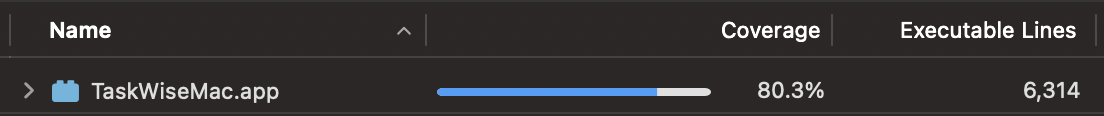 Name Coverage Executable Lines
TaskWiseMac.app 80.3% 6,314